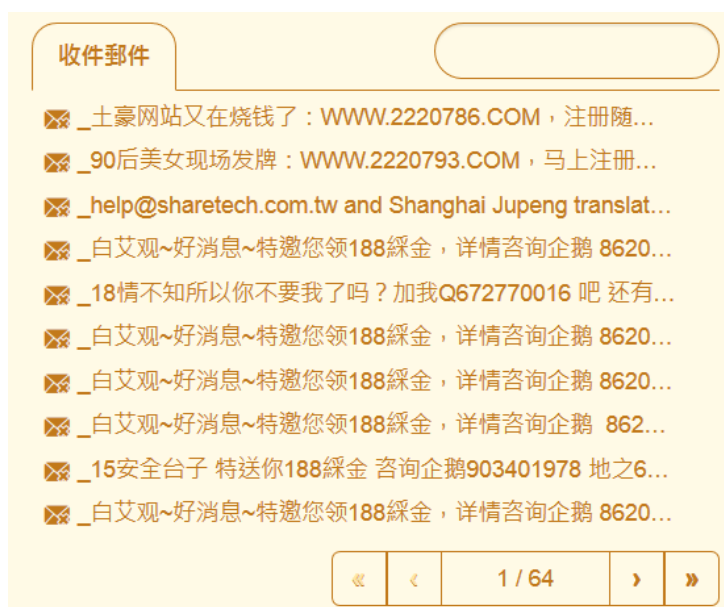 收件郵件
_土豪网站又在烧钱了：WWW.2220786.COM，注册随...
_90后美女现场发牌：WWW.2220793.COM，马上注册...
_help@sharetech.com.tw and Shanghai Jupeng translat...
_白艾观~好消息~特邀您领188綵金，详情咨询企鹅 8620...
_18情不知所以你不要我了吗？加我Q672770016 吧 还有...
_白艾观~好消息~特邀您领188綵金，详情咨询企鹅 8620...
_白艾观~好消息~特邀您领188綵金，详情咨询企鹅 8620...
_白艾观~好消息~特邀您领188綵金，详情咨询企鹅  862...
_15安全台子 特送你188綵金 咨询企鹅903401978 地之6...
_白艾观~好消息~特邀您领188綵金，详情咨询企鹅 8620...
« ‹ 1 / 64 › »